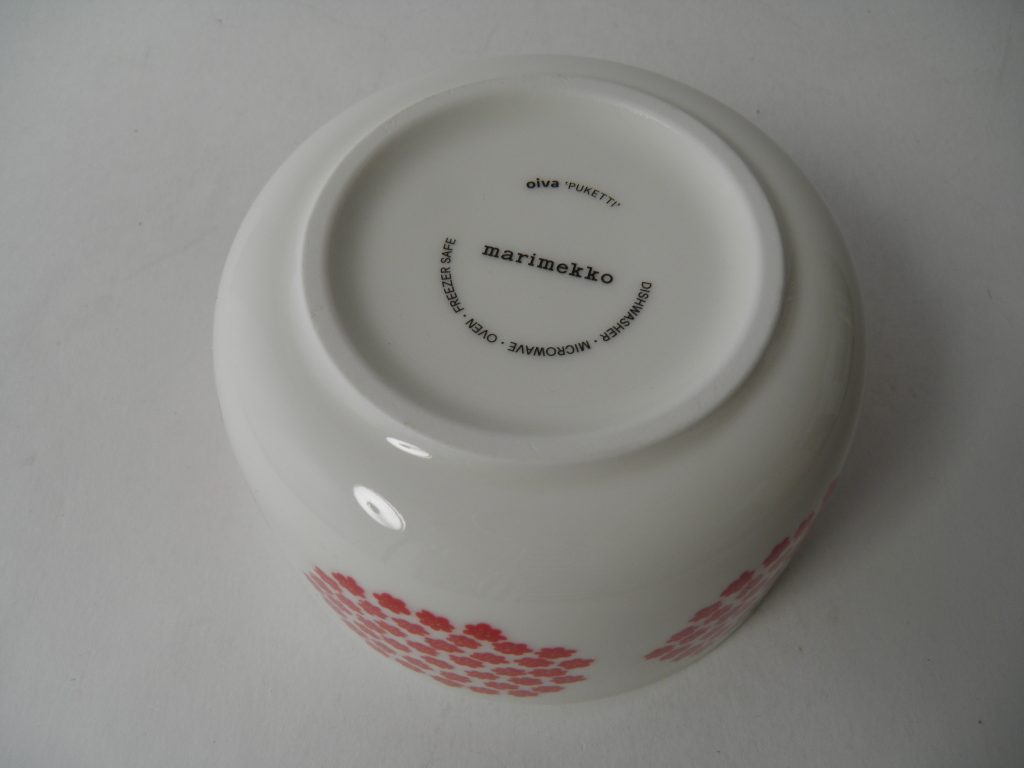 oiva 'PUKETTI'
marimekko
DISHWASHER · MICROWAVE · OVEN · FREEZER SAFE